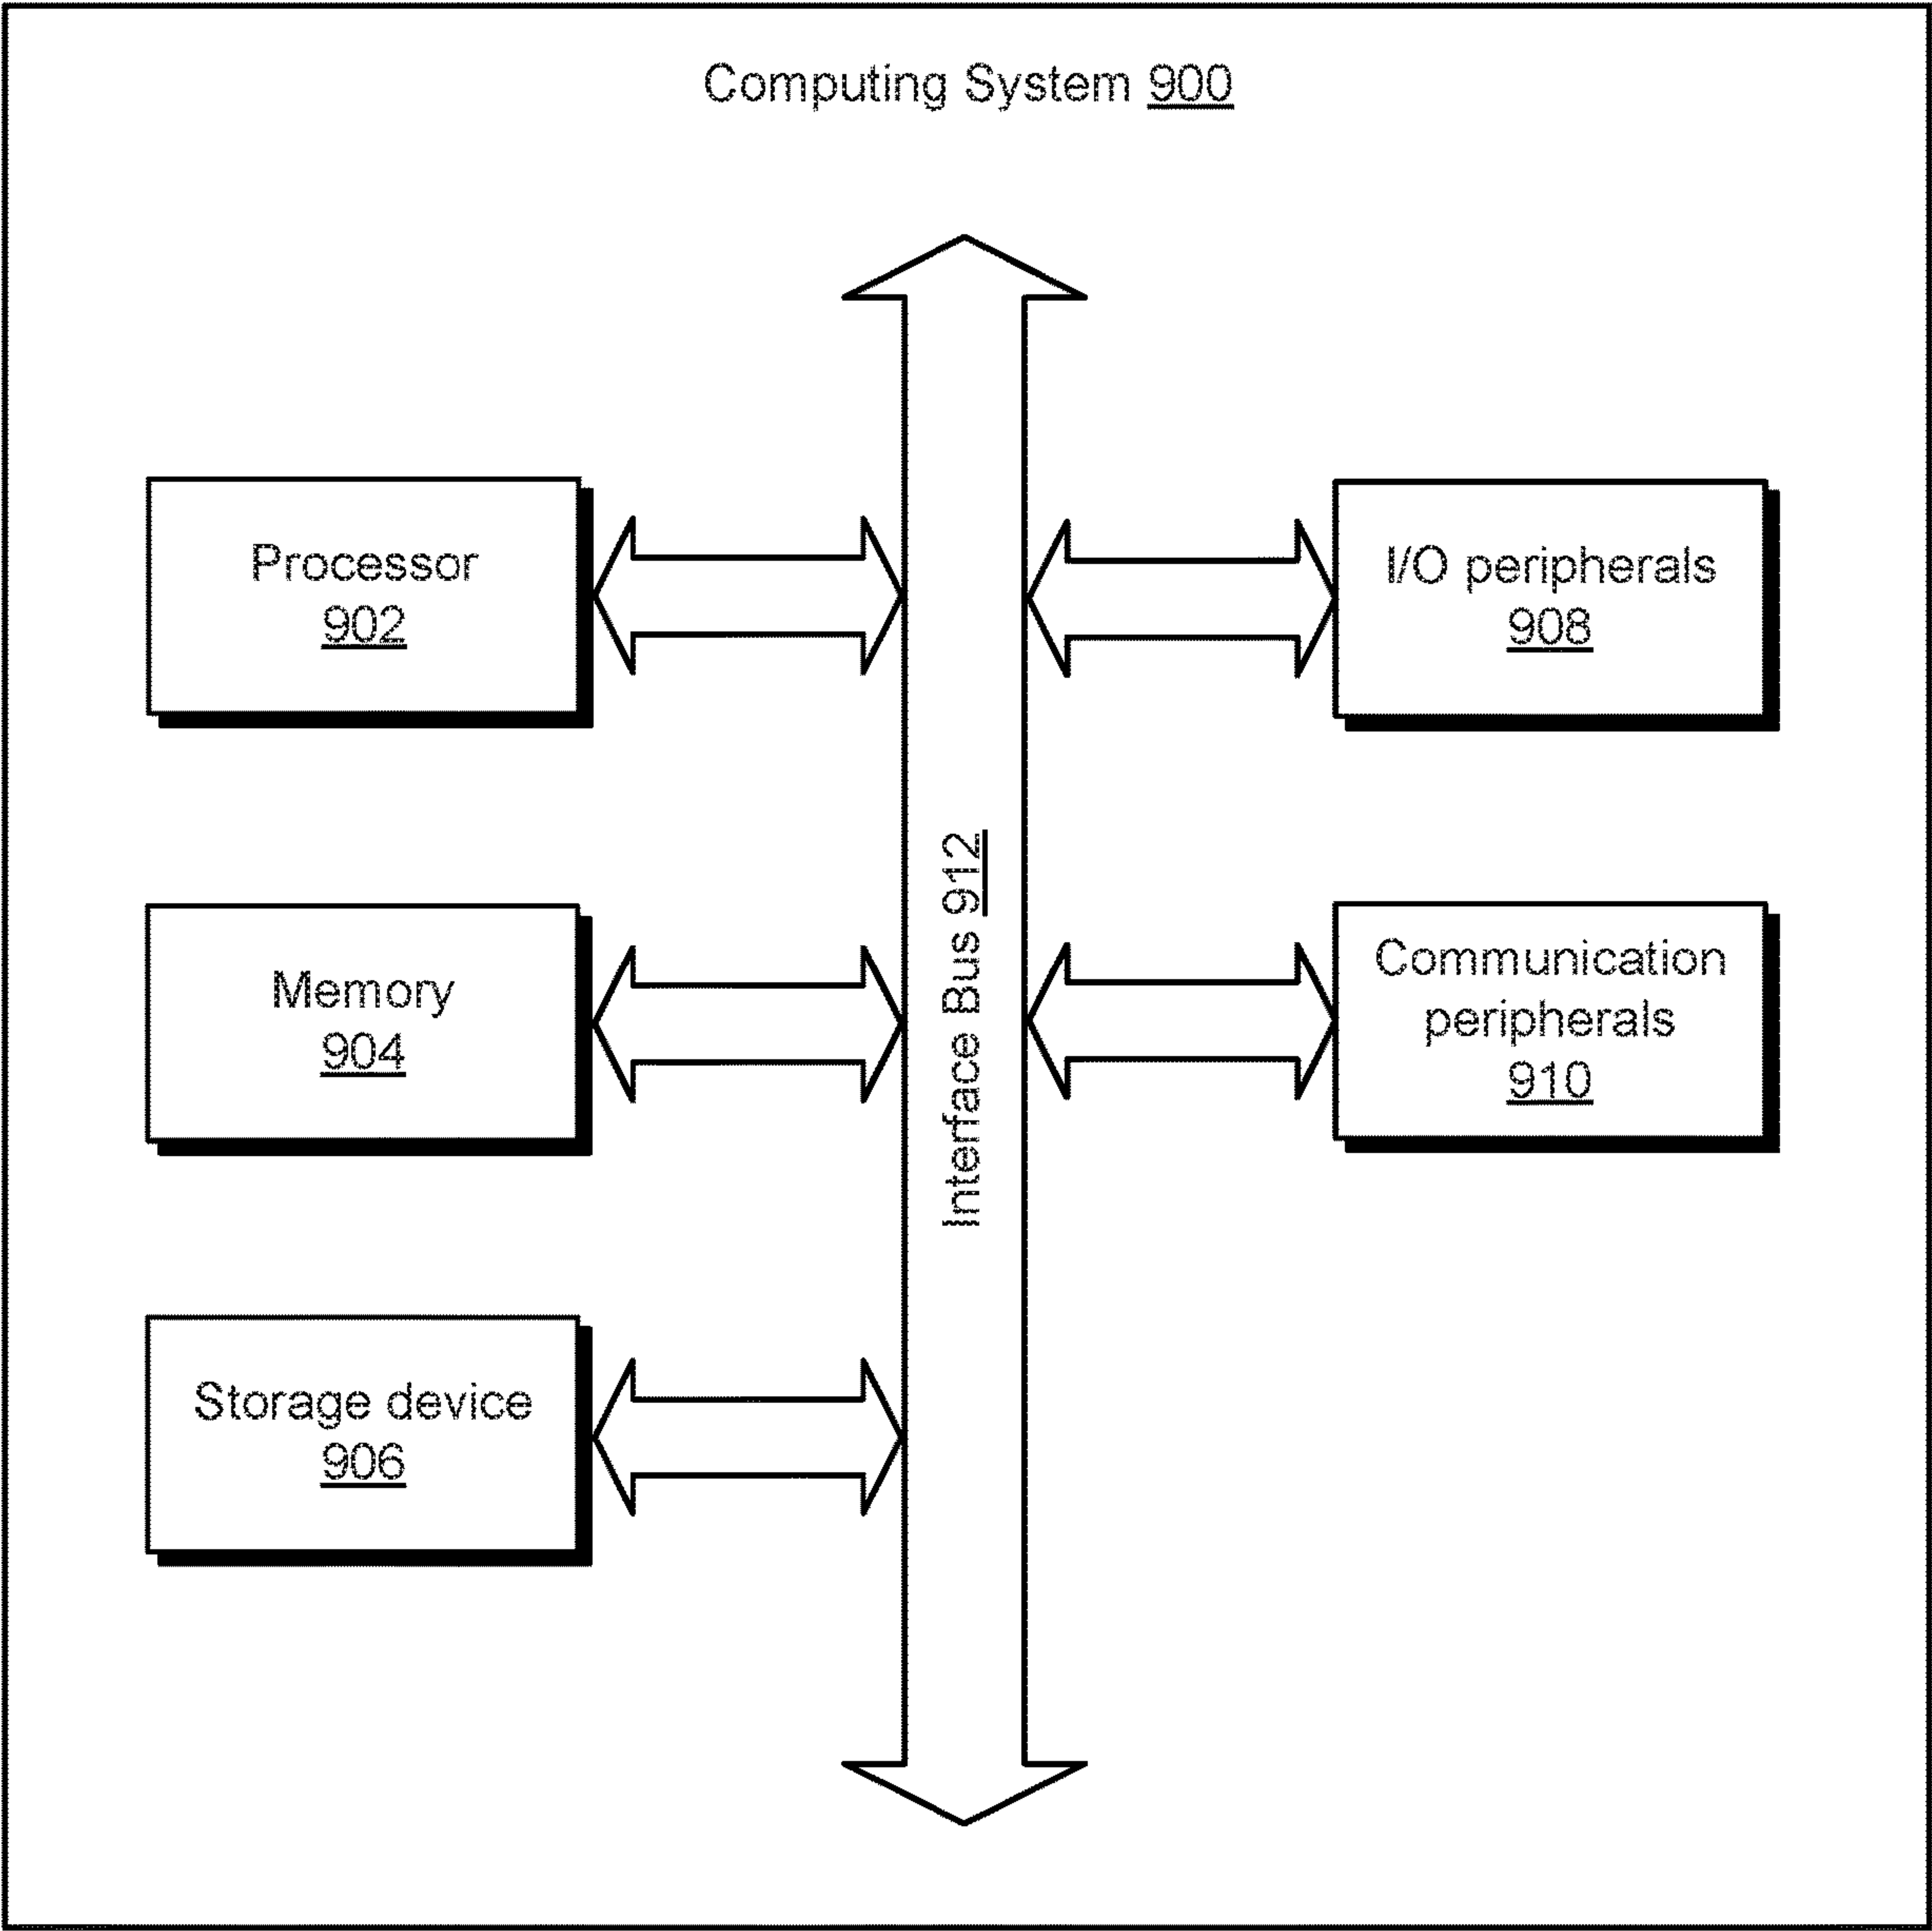 Computing System 900
Processor
902
I/O peripherals
908
Memory
904
Interface Bus 912
Communication
peripherals
910
Storage device
906